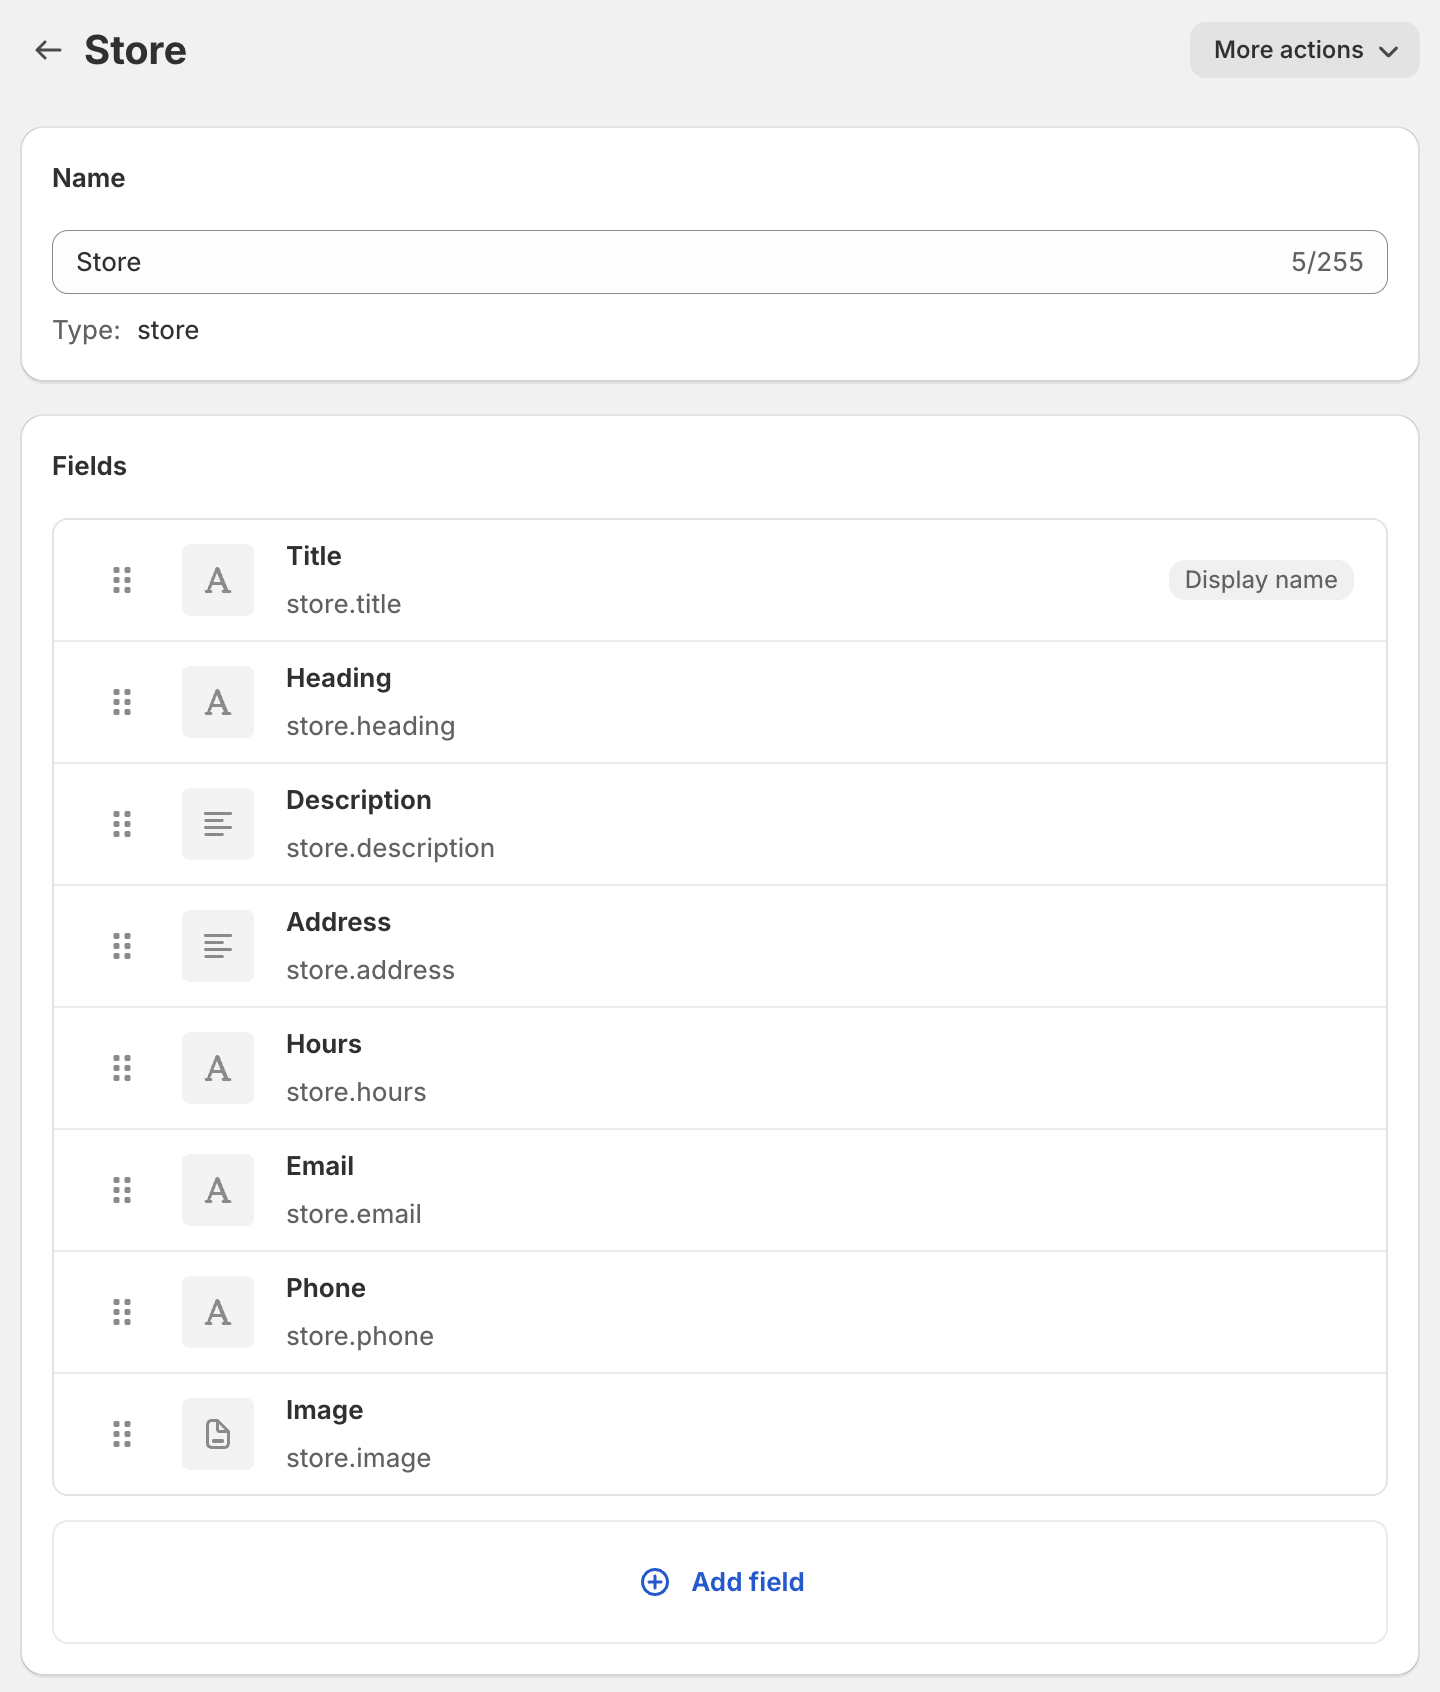 Store
More actions
Name
Store 5/255
Type: store
Fields
Title
store.title
Display name
Heading
store.heading
Description
store.description
Address
store.address
Hours
store.hours
Email
store.email
Phone
store.phone
Image
store.image
Add field